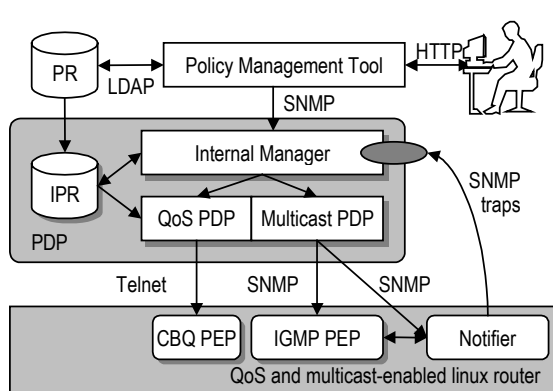 PR
LDAP
Policy Management Tool
HTTP
SNMP
Internal Manager
IPR
QoS PDP
Multicast PDP
PDP
SNMP
traps
Telnet
SNMP
SNMP
CBQ PEP
IGMP PEP
Notifier
QoS and multicast-enabled linux router